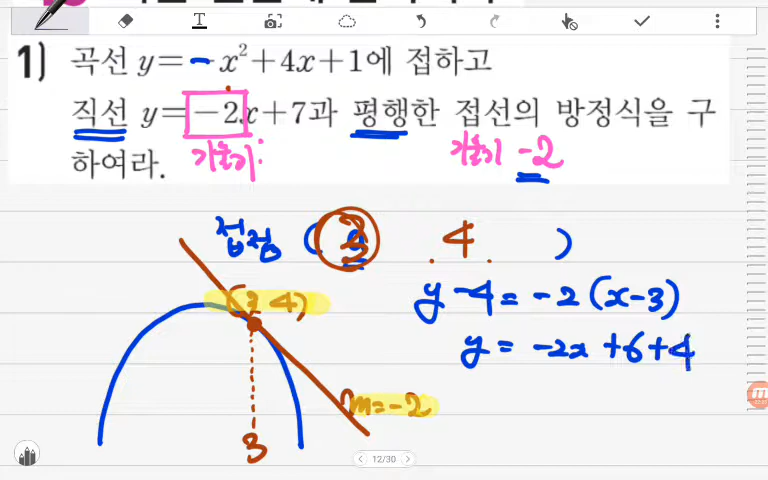 1) 곡선 y=-x²+4x+1에 접하고
직선 y=-2x+7과 평행한 접선의 방정식을 구
하여라.
기울기:
기울기 -2
접점 ( 3 4 )
(3 4)
y-4=-2(x-3)
y=-2x+6+4
m=-2
3
12/30